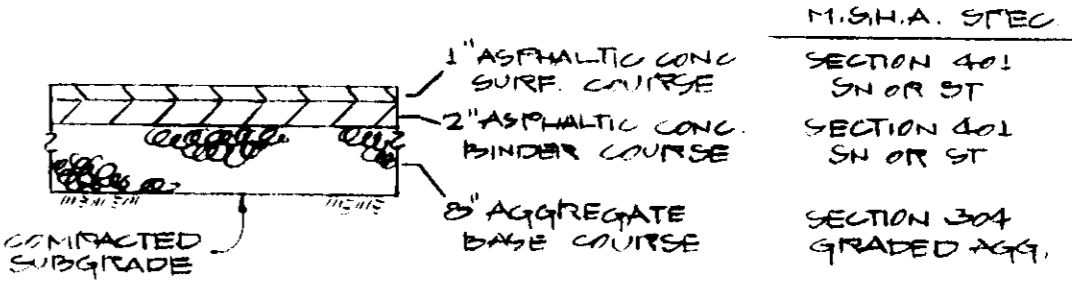 M.S.H.A. SPEC.
1" ASPHALTIC CONC
SURF. COURSE
SECTION 401
SN OR ST
2" ASPHALTIC CONC.
BINDER COURSE
SECTION 401
SN OR ST
8" AGGREGATE
BASE COURSE
SECTION 304
GRADED AGG.
COMPACTED
SUBGRADE